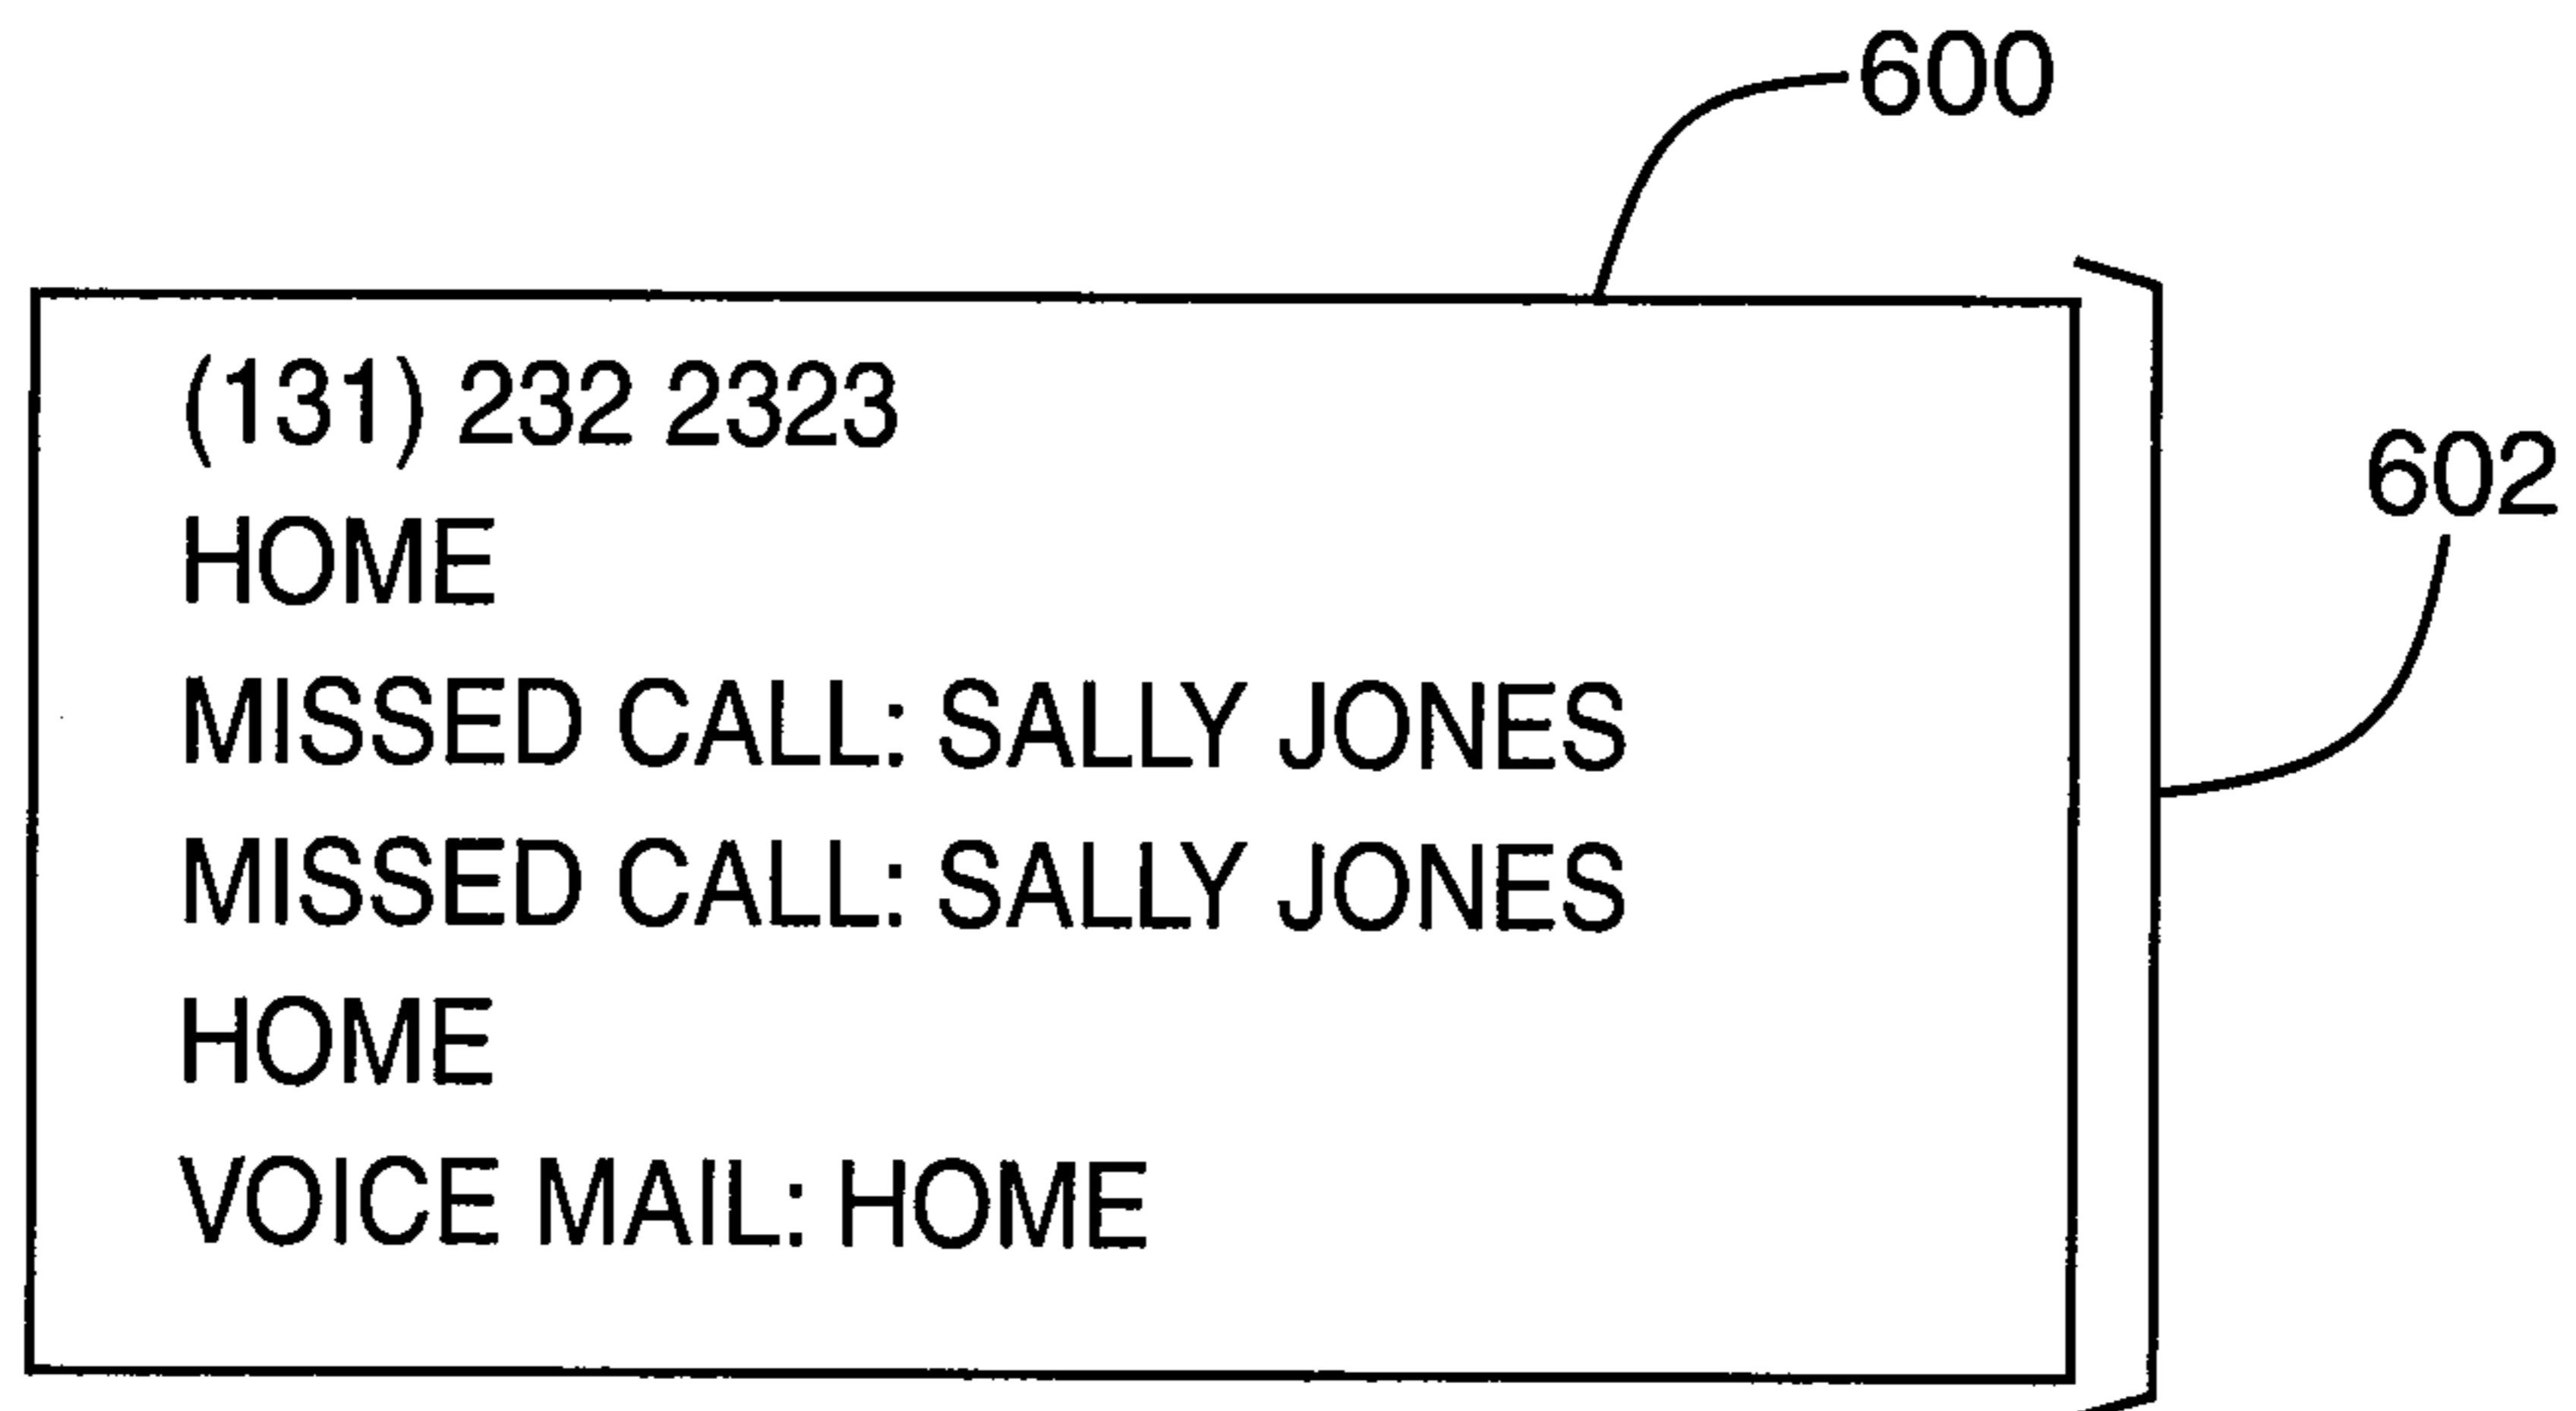 600
(131) 232 2323
HOME
602
MISSED CALL: SALLY JONES
MISSED CALL: SALLY JONES
HOME
VOICE MAIL: HOME